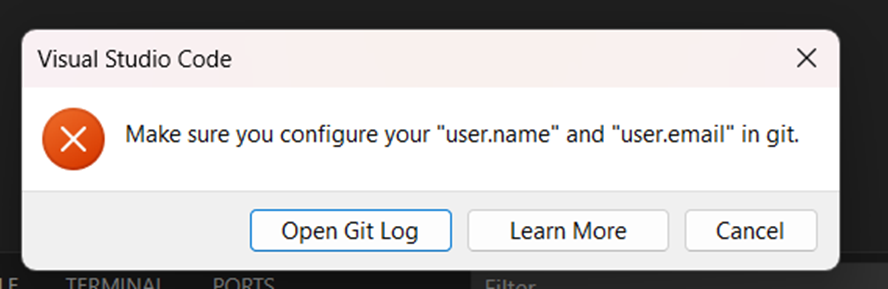 Visual Studio Code
Make sure you configure your "user.name" and "user.email" in git.
Open Git Log Learn More Cancel
LE TERMINAL PORTS Filter